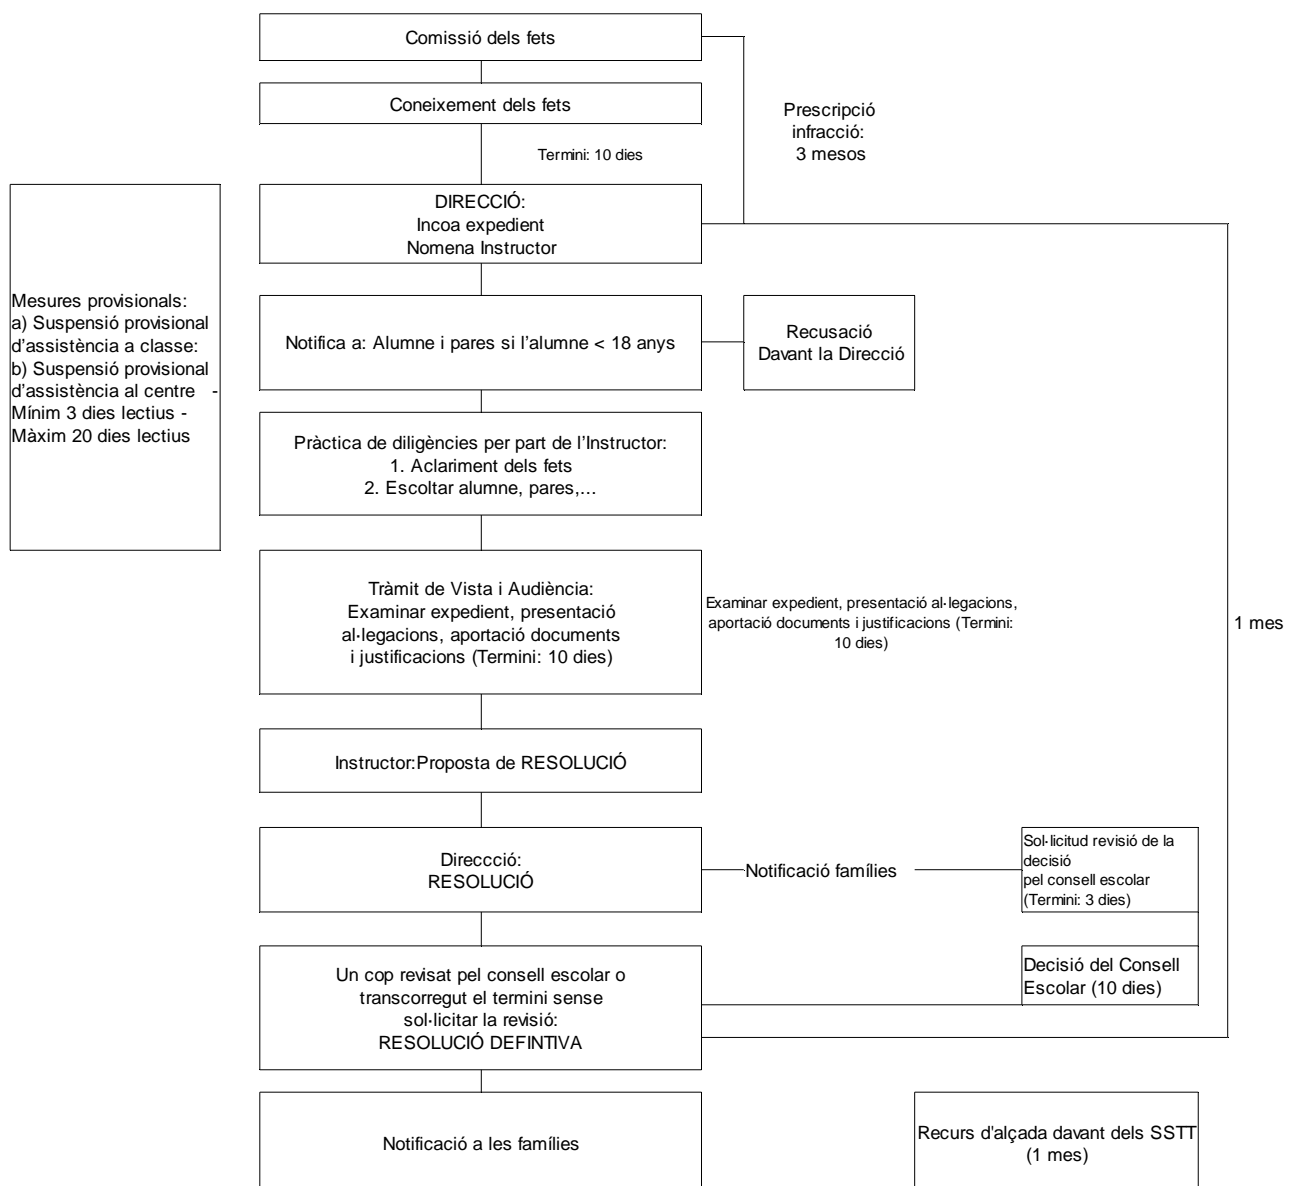 Comissió dels fets
Coneixement dels fets
Prescripció
infracció:
3 mesos
Termini: 10 dies
DIRECCIÓ:
Incoa expedient
Nomena Instructor
Mesures provisionals:
a) Suspensió provisional
d'assistència a classe:
b) Suspensió provisional
d'assistència al centre -
Mínim 3 dies lectius -
Màxim 20 dies lectius
Notifica a: Alumne i pares si l'alumne < 18 anys
Recusació
Davant la Direcció
Pràctica de diligències per part de l'Instructor:
1. Aclariment dels fets
2. Escoltar alumne, pares,...
Tràmit de Vista i Audiència:
Examinar expedient, presentació
al·legacions, aportació documents
i justificacions (Termini: 10 dies)
Examinar expedient, presentació al·legacions,
aportació documents i justificacions (Termini:
10 dies)
1 mes
Instructor:Proposta de RESOLUCIÓ
Direccció:
RESOLUCIÓ
Notificació famílies
Sol·licitud revisió de la
decisió
pel consell escolar
(Termini: 3 dies)
Un cop revisat pel consell escolar o
transcorregut el termini sense
sol·licitar la revisió:
RESOLUCIÓ DEFINTIVA
Decisió del Consell
Escolar (10 dies)
Notificació a les famílies
Recurs d'alçada davant dels SSTT
(1 mes)